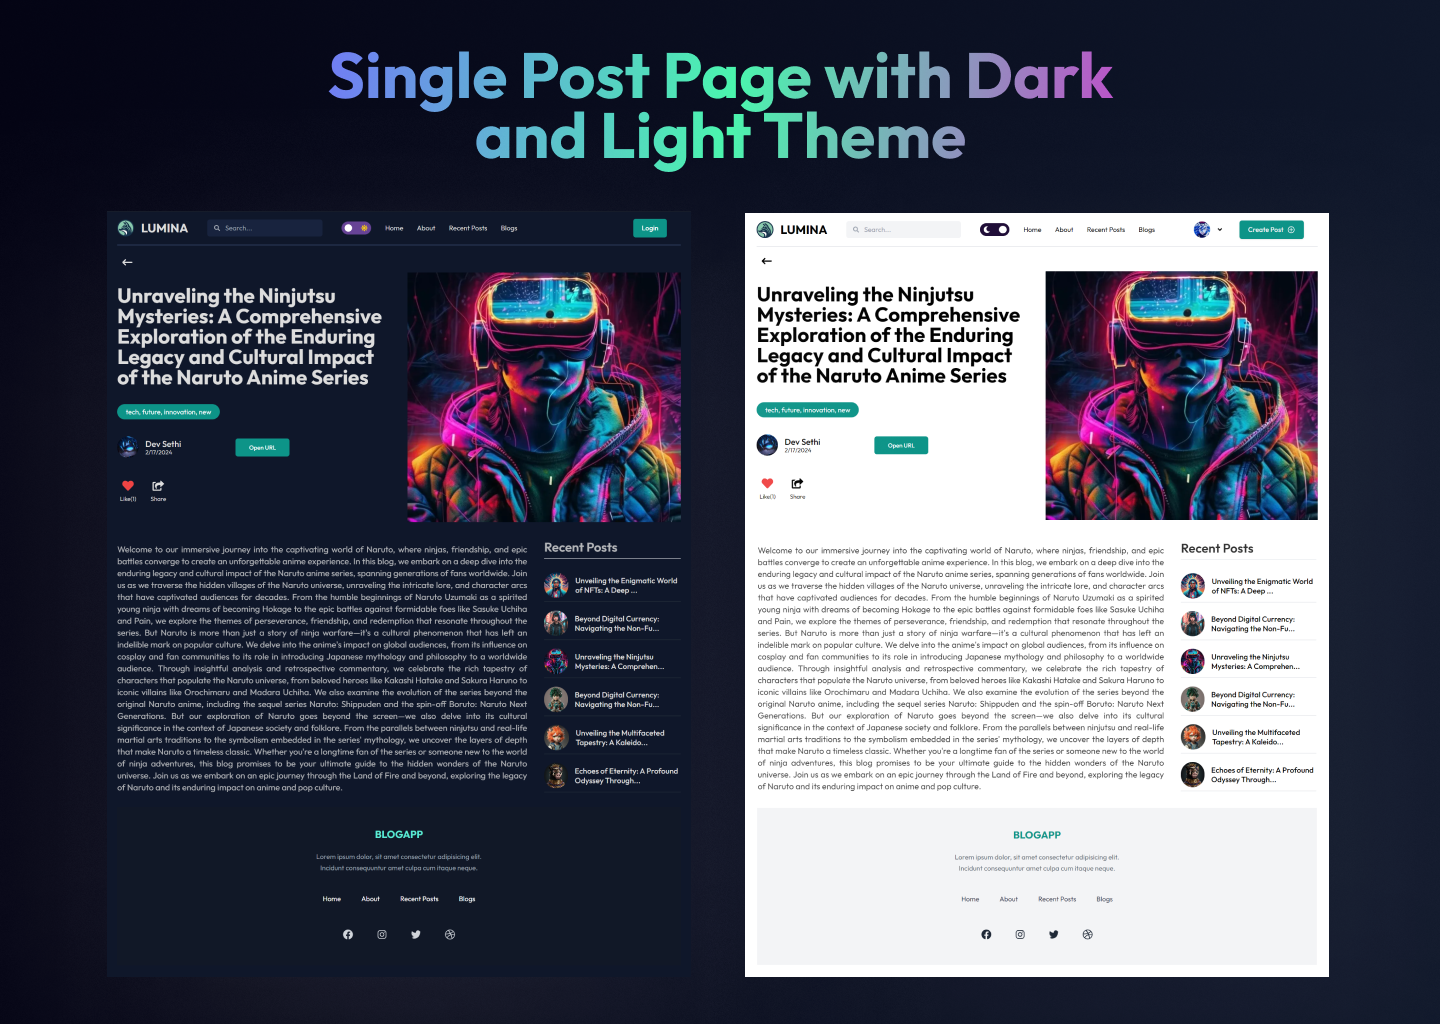 Single Post Page with Dark
and Light Theme
LUMINA
Search...
Home
About
Recent Posts
Blogs
Login
Unraveling the Ninjutsu
Mysteries: A Comprehensive
Exploration of the Enduring
Legacy and Cultural Impact
of the Naruto Anime Series
tech, future, innovation, new
Dev Sethi
2/17/2024
Open URL
Like(1)
Share
Welcome to our immersive journey into the captivating world of Naruto, where ninjas, friendship, and epic
battles converge to create an unforgettable anime experience. In this blog, we embark on a deep dive into the
enduring legacy and cultural impact of the Naruto anime series, spanning generations of fans worldwide. Join
us as we traverse the hidden villages of the Naruto universe, unraveling the intricate lore, and character arcs
that have captivated audiences for decades. From the humble beginnings of Naruto Uzumaki as a spirited
young ninja with dreams of becoming Hokage to the epic battles against formidable foes like Sasuke Uchiha
and Pain, we explore the themes of perseverance, friendship, and redemption that resonate throughout the
series. But Naruto is more than just a story of ninja warfare—it's a cultural phenomenon that has left an
indelible mark on popular culture. We delve into the anime's impact on global audiences, from its influence on
cosplay and fan communities to its role in introducing Japanese mythology and philosophy to a worldwide
audience. Through insightful analysis and retrospective commentary, we celebrate the rich tapestry of
characters that populate the Naruto universe, from beloved heroes like Kakashi Hatake and Sakura Haruno to
iconic villains like Orochimaru and Madara Uchiha. We also examine the evolution of the series beyond the
original Naruto anime, including the sequel series Naruto: Shippuden and the spin-off Boruto: Naruto Next
Generations. But our exploration of Naruto goes beyond the screen—we also delve into its cultural
significance in the context of Japanese society and folklore. From the parallels between ninjutsu and real-life
martial arts traditions to the symbolism embedded in the series' mythology, we uncover the layers of depth
that make Naruto a timeless classic. Whether you're a longtime fan of the series or someone new to the world
of ninja adventures, this blog promises to be your ultimate guide to the hidden wonders of the Naruto
universe. Join us as we embark on an epic journey through the Land of Fire and beyond, exploring the legacy
of Naruto and its enduring impact on anime and pop culture.
Recent Posts
Unveiling the Enigmatic World
of NFTs: A Deep ...
Beyond Digital Currency:
Navigating the Non-Fu...
Unraveling the Ninjutsu
Mysteries: A Comprehen...
Beyond Digital Currency:
Navigating the Non-Fu...
Unveiling the Multifaceted
Tapestry: A Kaleido...
Echoes of Eternity: A Profound
Odyssey Through...
BLOGAPP
Lorem ipsum dolor, sit amet consectetur adipisicing elit.
Incidunt consequuntur amet culpa cum itaque neque.
Home
About
Recent Posts
Blogs
LUMINA
Search...
Home
About
Recent Posts
Blogs
Create Post
Unraveling the Ninjutsu
Mysteries: A Comprehensive
Exploration of the Enduring
Legacy and Cultural Impact
of the Naruto Anime Series
tech, future, innovation, new
Dev Sethi
2/17/2024
Open URL
Like(1)
Share
Welcome to our immersive journey into the captivating world of Naruto, where ninjas, friendship, and epic
battles converge to create an unforgettable anime experience. In this blog, we embark on a deep dive into the
enduring legacy and cultural impact of the Naruto anime series, spanning generations of fans worldwide. Join
us as we traverse the hidden villages of the Naruto universe, unraveling the intricate lore, and character arcs
that have captivated audiences for decades. From the humble beginnings of Naruto Uzumaki as a spirited
young ninja with dreams of becoming Hokage to the epic battles against formidable foes like Sasuke Uchiha
and Pain, we explore the themes of perseverance, friendship, and redemption that resonate throughout the
series. But Naruto is more than just a story of ninja warfare—it's a cultural phenomenon that has left an
indelible mark on popular culture. We delve into the anime's impact on global audiences, from its influence on
cosplay and fan communities to its role in introducing Japanese mythology and philosophy to a worldwide
audience. Through insightful analysis and retrospective commentary, we celebrate the rich tapestry of
characters that populate the Naruto universe, from beloved heroes like Kakashi Hatake and Sakura Haruno to
iconic villains like Orochimaru and Madara Uchiha. We also examine the evolution of the series beyond the
original Naruto anime, including the sequel series Naruto: Shippuden and the spin-off Boruto: Naruto Next
Generations. But our exploration of Naruto goes beyond the screen—we also delve into its cultural
significance in the context of Japanese society and folklore. From the parallels between ninjutsu and real-life
martial arts traditions to the symbolism embedded in the series' mythology, we uncover the layers of depth
that make Naruto a timeless classic. Whether you're a longtime fan of the series or someone new to the world
of ninja adventures, this blog promises to be your ultimate guide to the hidden wonders of the Naruto
universe. Join us as we embark on an epic journey through the Land of Fire and beyond, exploring the legacy
of Naruto and its enduring impact on anime and pop culture.
Recent Posts
Unveiling the Enigmatic World
of NFTs: A Deep ...
Beyond Digital Currency:
Navigating the Non-Fu...
Unraveling the Ninjutsu
Mysteries: A Comprehen...
Beyond Digital Currency:
Navigating the Non-Fu...
Unveiling the Multifaceted
Tapestry: A Kaleido...
Echoes of Eternity: A Profound
Odyssey Through...
BLOGAPP
Lorem ipsum dolor, sit amet consectetur adipisicing elit.
Incidunt consequuntur amet culpa cum itaque neque.
Home
About
Recent Posts
Blogs